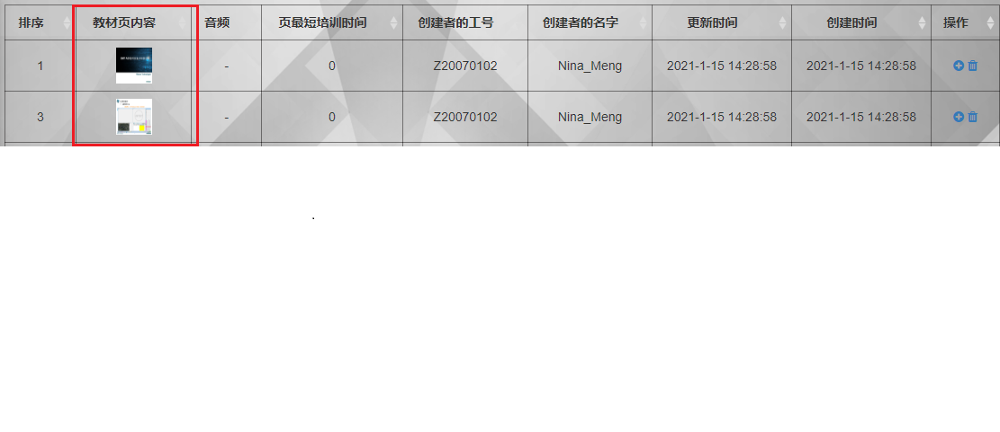 排序 教材页内容 音频 页最短培训时间 创建者的工号 创建者的名字 更新时间 创建时间 操作
1 - 0 Z20070102 Nina_Meng 2021-1-15 14:28:58 2021-1-15 14:28:58
3 - 0 Z20070102 Nina_Meng 2021-1-15 14:28:58 2021-1-15 14:28:58